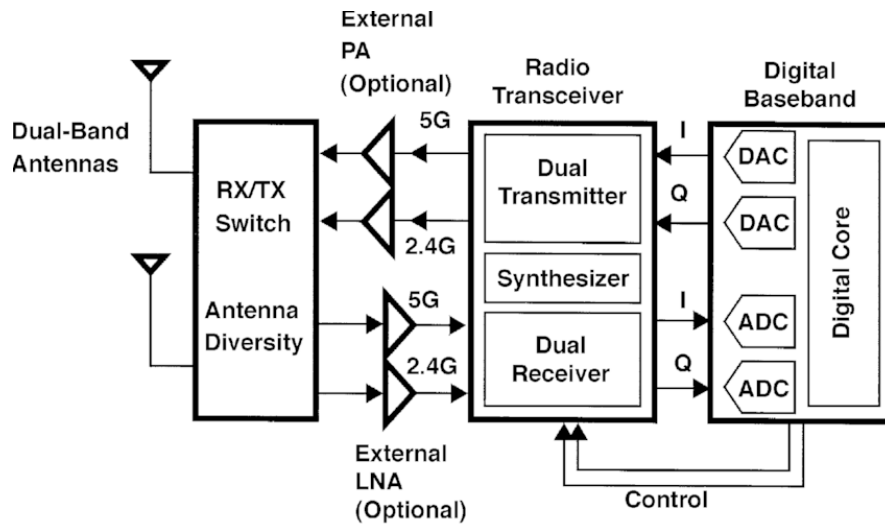 External
PA
(Optional)
Radio
Transceiver
Digital
Baseband
Dual-Band
Antennas
RX/TX
Switch
Antenna
Diversity
5G
2.4G
5G
2.4G
External
LNA
(Optional)
Dual
Transmitter
Synthesizer
Dual
Receiver
I
Q
I
Q
DAC
DAC
ADC
ADC
Digital Core
Control